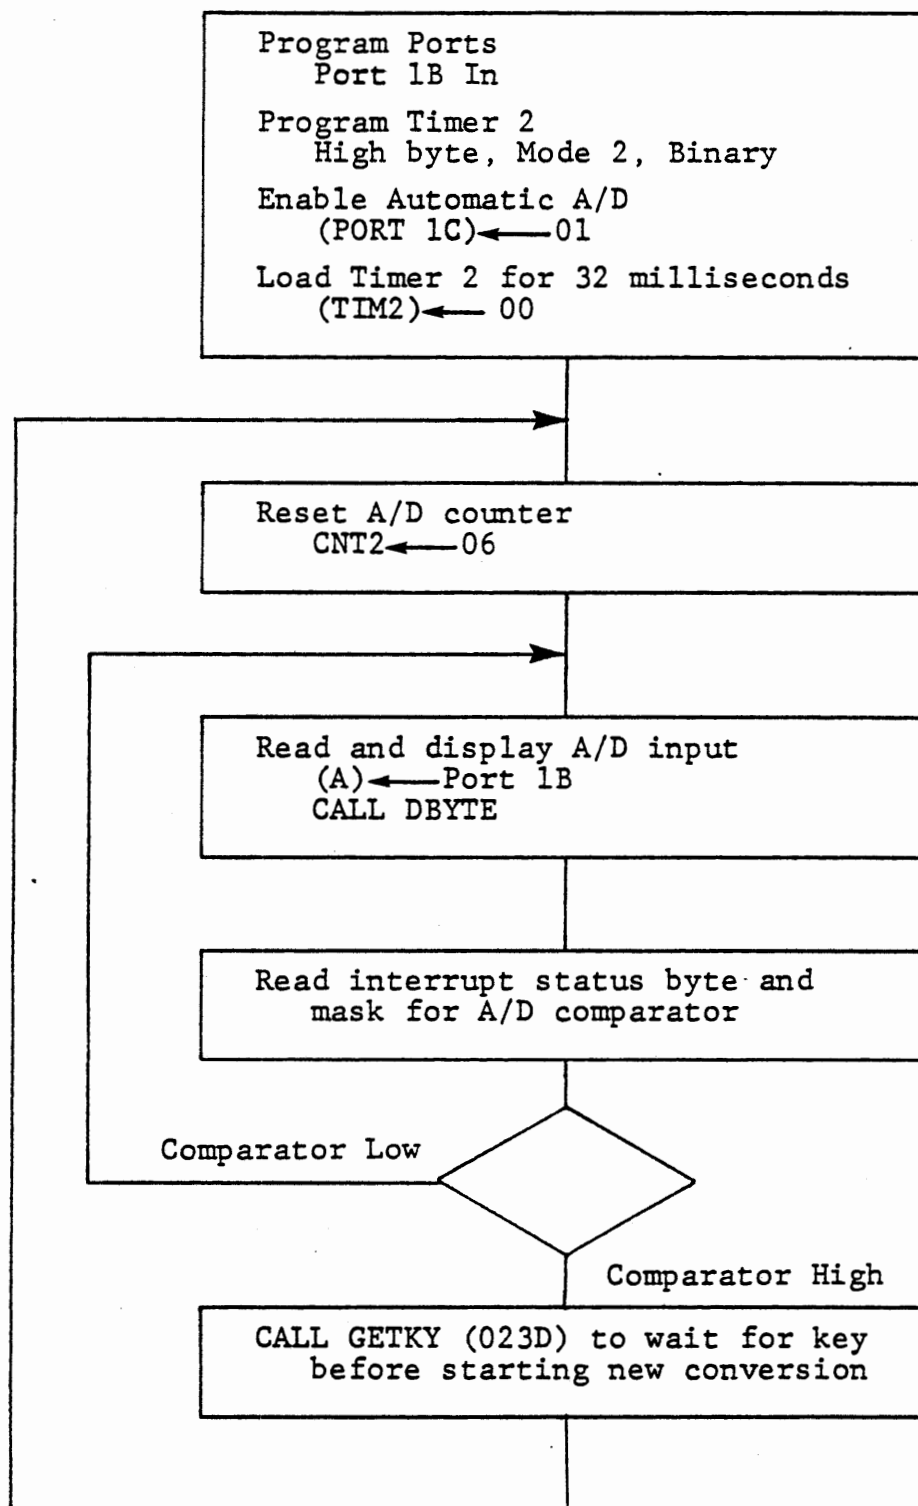 Program Ports
Port 1B In
Program Timer 2
High byte, Mode 2, Binary
Enable Automatic A/D
(PORT 1C)←01
Load Timer 2 for 32 milliseconds
(TIM2)← 00
Reset A/D counter
CNT2←06
Read and display A/D input
(A)←Port 1B
CALL DBYTE
Read interrupt status byte and
mask for A/D comparator
Comparator Low
Comparator High
CALL GETKY (023D) to wait for key
before starting new conversion